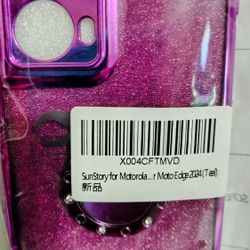 X004CFTMVD
SunStory for Motorola...r Moto Edge 2024 (Teal)
新品